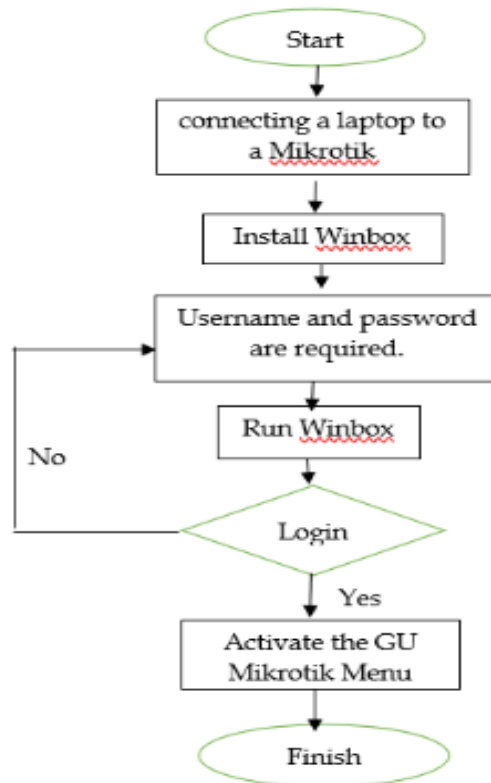 Start
connecting a laptop to
a Mikrotik
Install Winbox
Username and password
are required.
Run Winbox
No
Login
Yes
Activate the GU
Mikrotik Menu
Finish